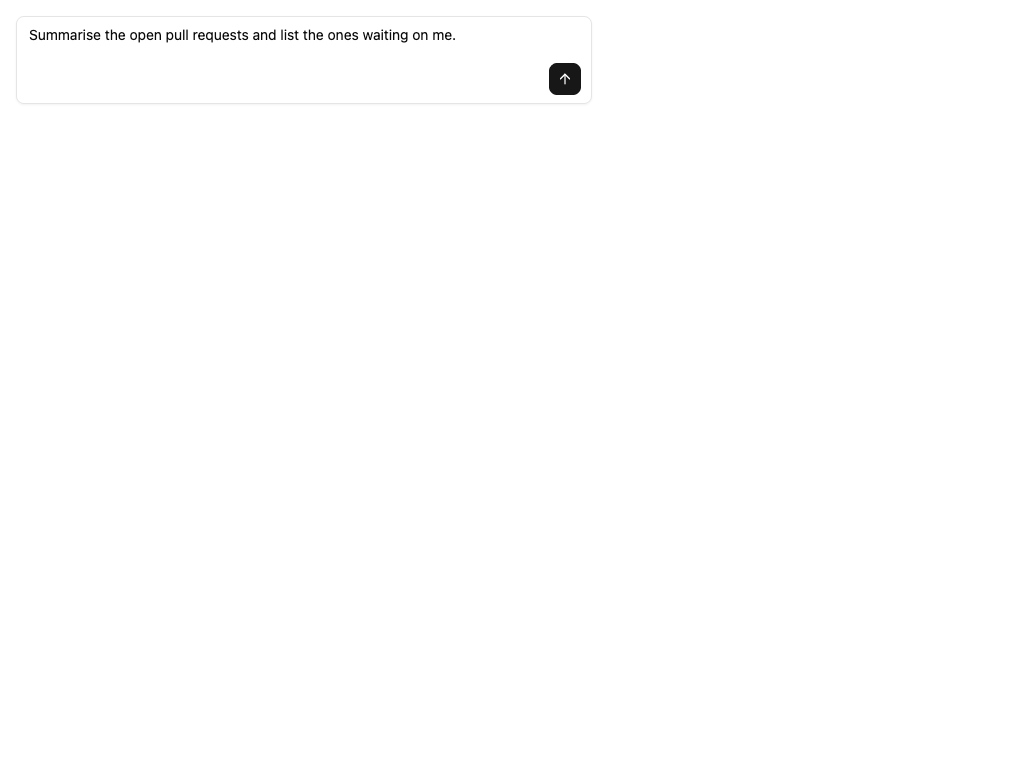 Summarise the open pull requests and list the ones waiting on me.